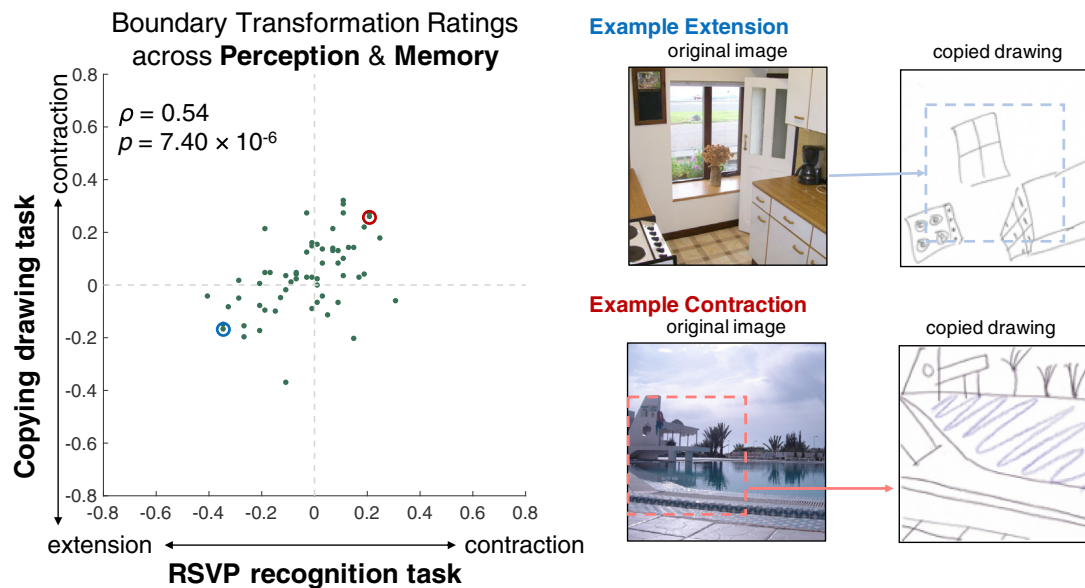 Boundary Transformation Ratings
across Perception & Memory
0.8
0.6
0.4
0.2
0
-0.2
-0.4
-0.6
-0.8
contraction
Copying drawing task
ρ = 0.54
p = 7.40 × 10⁻⁶
-0.8 -0.6 -0.4 -0.2 0 0.2 0.4 0.6 0.8
extension contraction
RSVP recognition task
Example Extension
original image copied drawing
Example Contraction
original image copied drawing